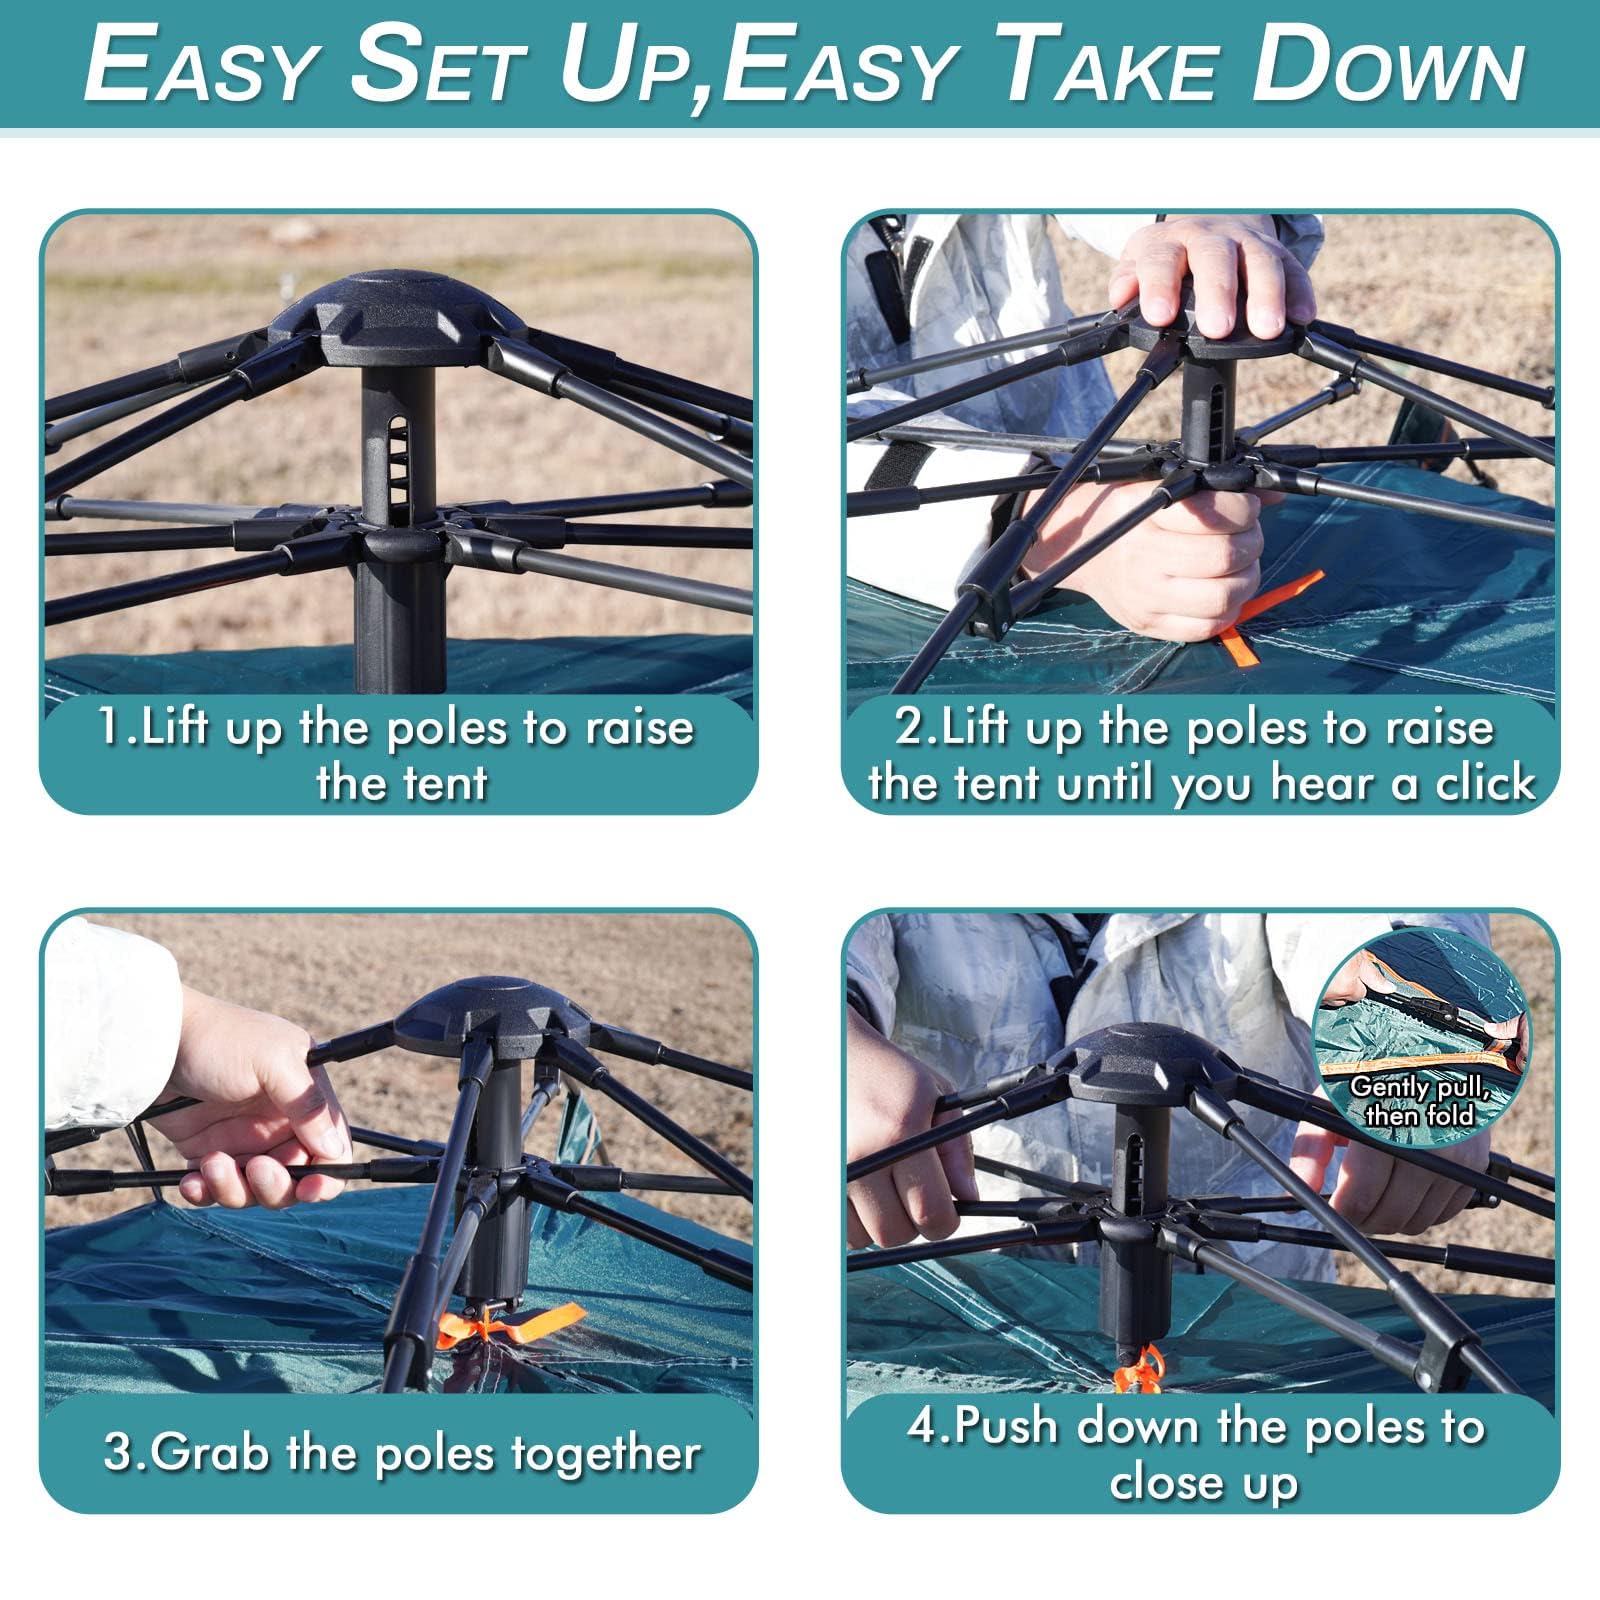 EASY SET UP,EASY TAKE DOWN
1.Lift up the poles to raise
the tent
2.Lift up the poles to raise
the tent until you hear a click
3.Grab the poles together
Gently pull,
then fold
4.Push down the poles to
close up